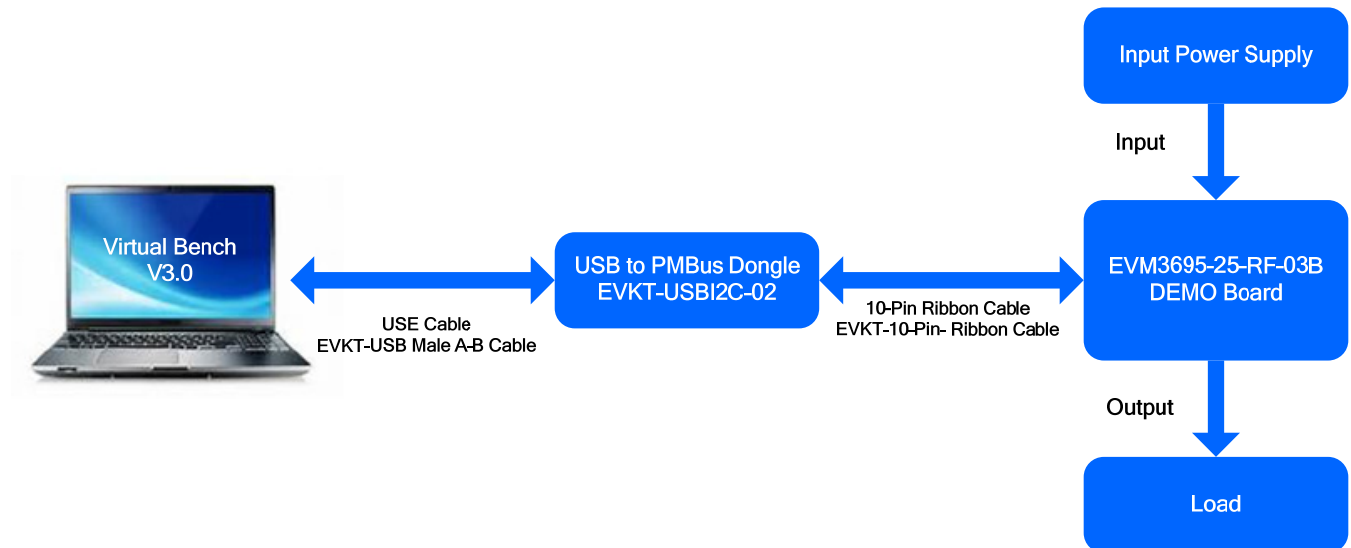 Input Power Supply
Input
Virtual Bench
V3.0
USB to PMBus Dongle
EVKT-USBI2C-02
EVM3695-25-RF-03B
DEMO Board
USE Cable
EVKT-USB Male A-B Cable
10-Pin Ribbon Cable
EVKT-10-Pin- Ribbon Cable
Output
Load